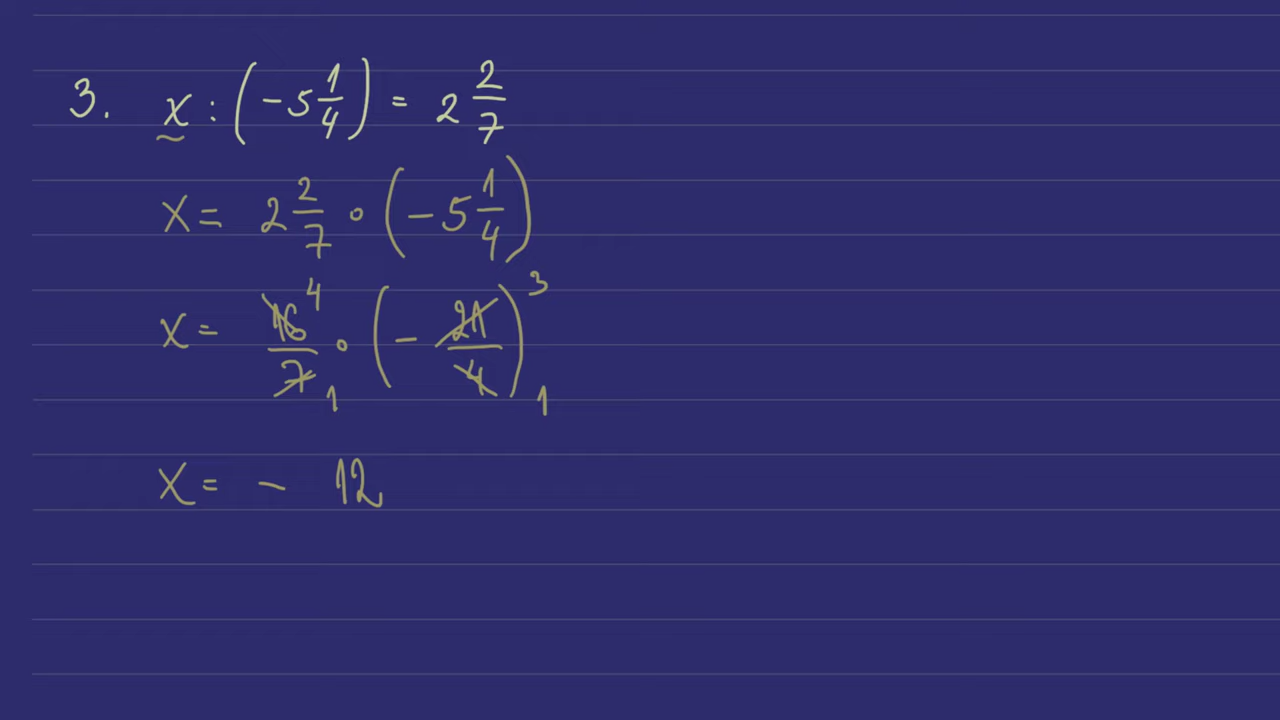 3. x : (-5 1/4) = 2 2/7
x = 2 2/7 · (-5 1/4)
x = 16/7 · (-21/4) 4 1 3 1
x = - 12